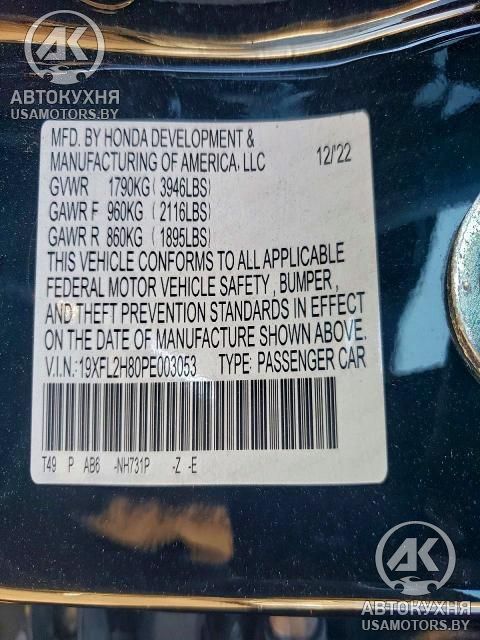 AK
АВТОКУХНЯ
USAMOTORS.BY
MFD. BY HONDA DEVELOPMENT &
MANUFACTURING OF AMERICA, LLC 12/'22
GVWR 1790KG (3946LBS)
GAWR F 960KG (2116LBS)
GAWR R 860KG (1895LBS)
THIS VEHICLE CONFORMS TO ALL APPLICABLE
FEDERAL MOTOR VEHICLE SAFETY , BUMPER ,
AND THEFT PREVENTION STANDARDS IN EFFECT
ON THE DATE OF MANUFACTURE SHOWN ABOVE.
V.I.N.: 19XFL2H80PE003053 TYPE: PASSENGER CAR
T49 P AB6 -NH731P -Z -E
AK
АВТОКУХНЯ
USAMOTORS.BY